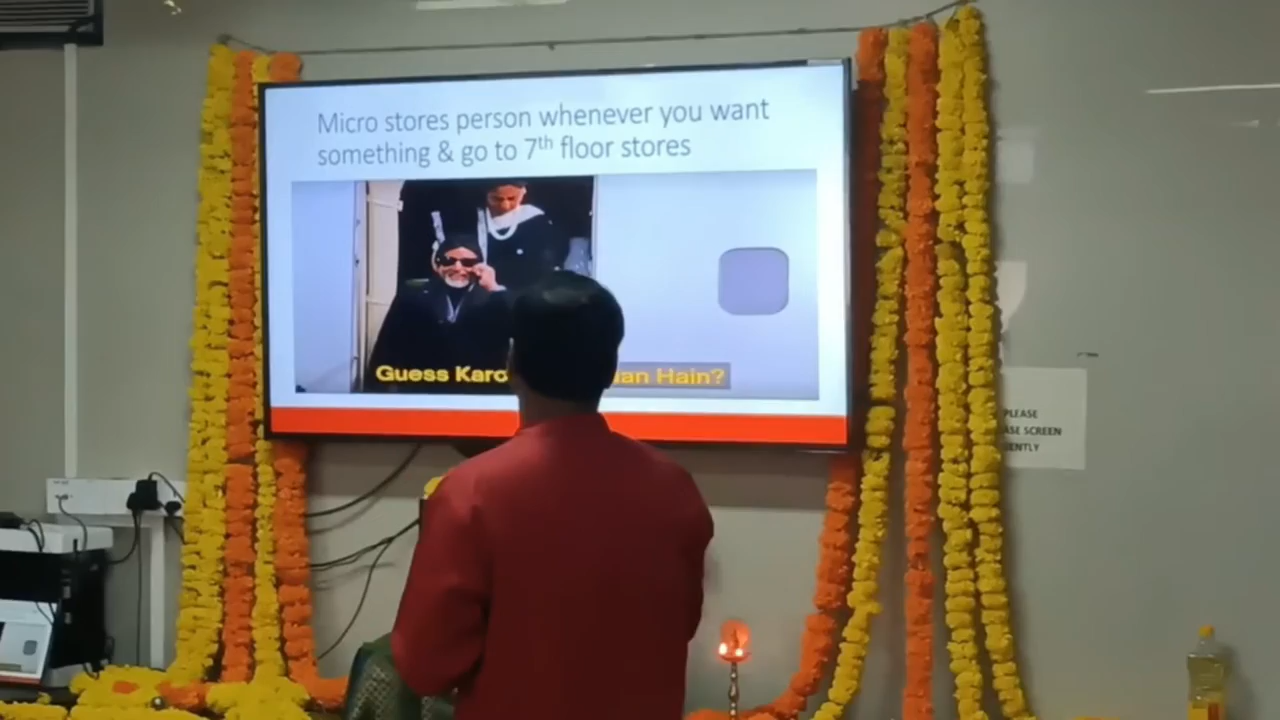 Micro stores person whenever you want
something & go to 7th floor stores
Guess Karo Hain?
PLEASE
SCREEN